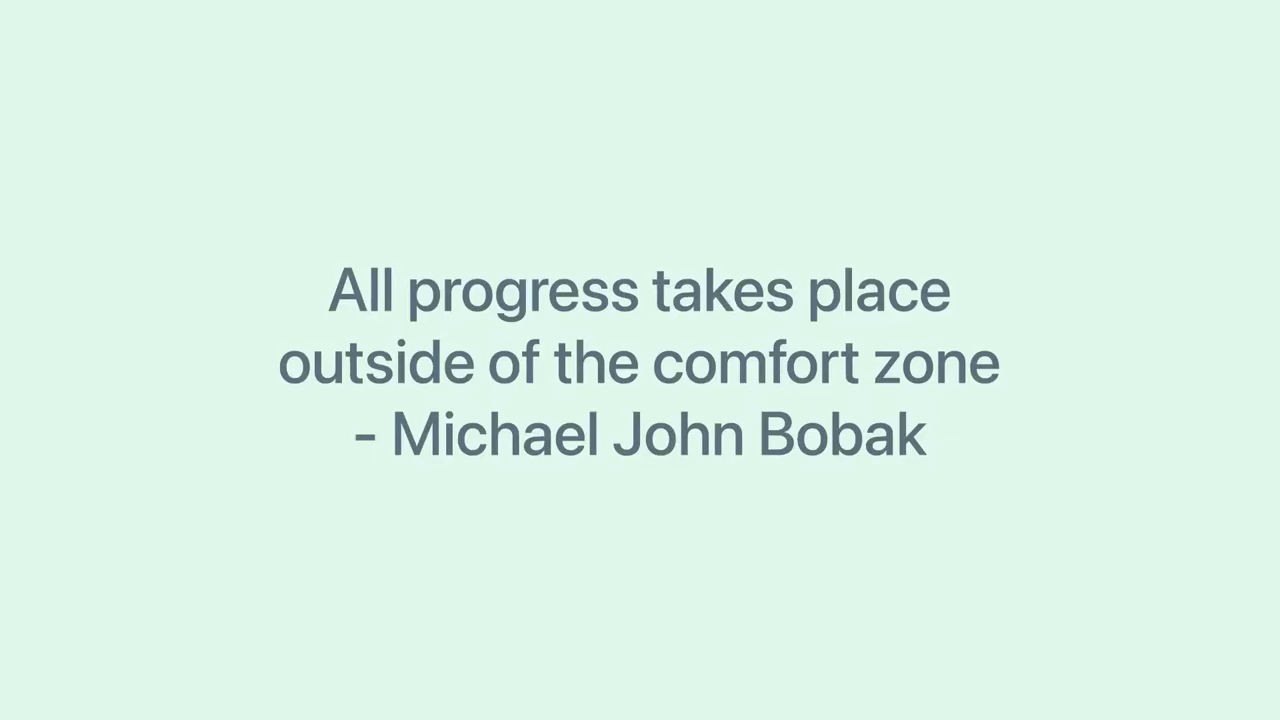 All progress takes place
outside of the comfort zone
- Michael John Bobak